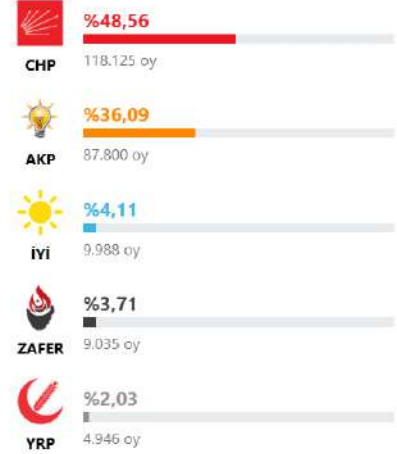 %48,56
CHP
118.125 oy
%36,09
AKP
87.800 oy
%4,11
İYİ
9.988 oy
%3,71
ZAFER
9.035 oy
%2,03
YRP
4.946 oy